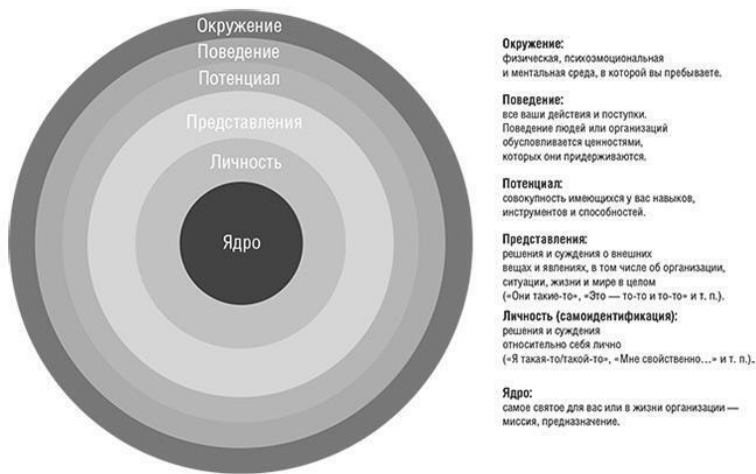 Окружение
Поведение
Потенциал
Представления
Личность
Ядро
Окружение:
физическая, психоэмоциональная
и ментальная среда, в которой вы пребываете.
Поведение:
все ваши действия и поступки.
Поведение людей или организаций
обусловливается ценностями,
которых они придерживаются.
Потенциал:
совокупность имеющихся у вас навыков,
инструментов и способностей.
Представления:
решения и суждения о внешних
вещах и явлениях, в том числе об организации,
ситуации, жизни и мире в целом
(«Они такие-то», «Это — то-то и то-то» и т. п.).
Личность (самоидентификация):
решения и суждения
относительно себя лично
(«Я такая-то/такой-то», «Мне свойственно...» и т. п.)..
Ядро:
самое святое для вас или в жизни организации —
миссия, предназначение.